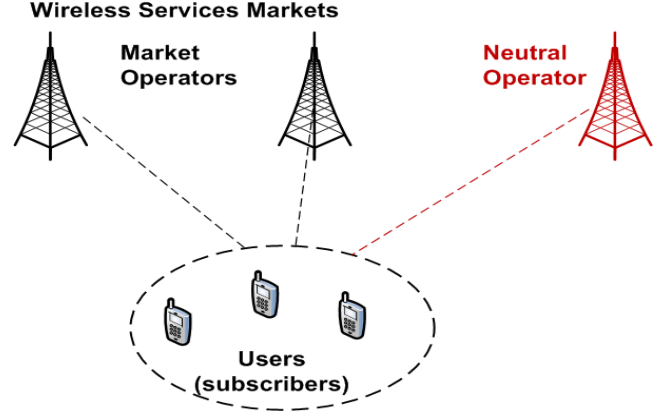 Wireless Services Markets
Market
Operators
Neutral
Operator
Users
(subscribers)